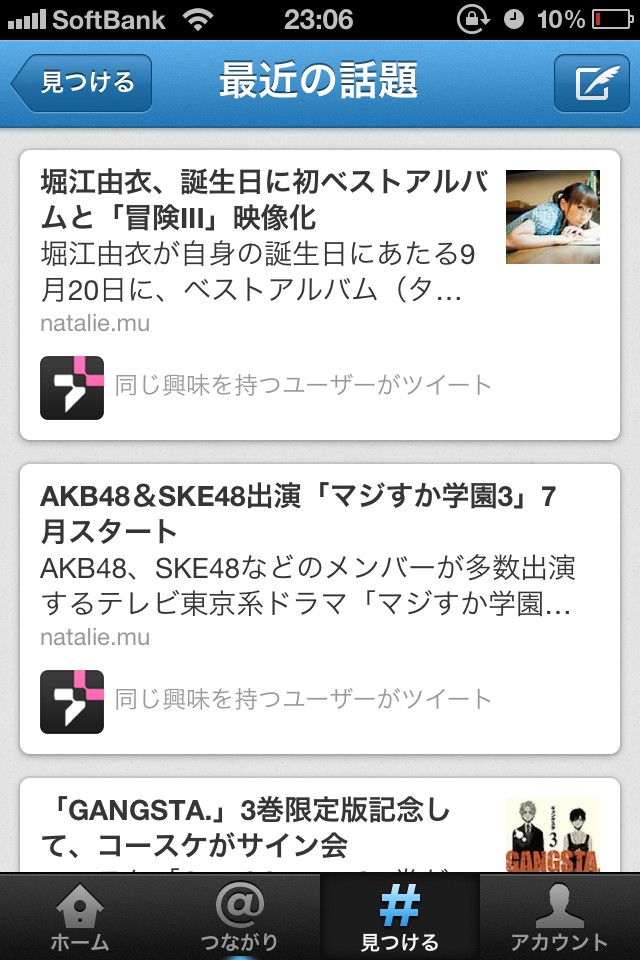 SoftBank 23:06 10%
見つける 最近の話題
堀江由衣、誕生日に初ベストアルバ
ムと「冒険III」映像化
堀江由衣が自身の誕生日にあたる9
月20日に、ベストアルバム（タ…
natalie.mu
同じ興味を持つユーザーがツイート
AKB48＆SKE48出演「マジすか学園3」7
月スタート
AKB48、SKE48などのメンバーが多数出演
するテレビ東京系ドラマ「マジすか学園…
natalie.mu
同じ興味を持つユーザーがツイート
「GANGSTA.」3巻限定版記念し
て、コースケがサイン会
3
GANGSTA
ホーム つながり 見つける アカウント